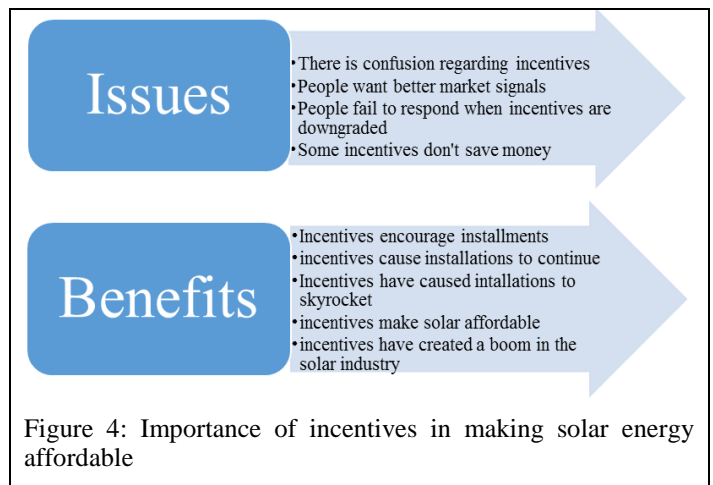 Issues
•There is confusion regarding incentives
•People want better market signals
•People fail to respond when incentives are
downgraded
•Some incentives don't save money
Benefits
•Incentives encourage installments
•incentives cause installations to continue
•Incentives have caused intallations to
skyrocket
•incentives make solar affordable
•incentives have created a boom in the
solar industry
Figure 4: Importance of incentives in making solar energy
affordable